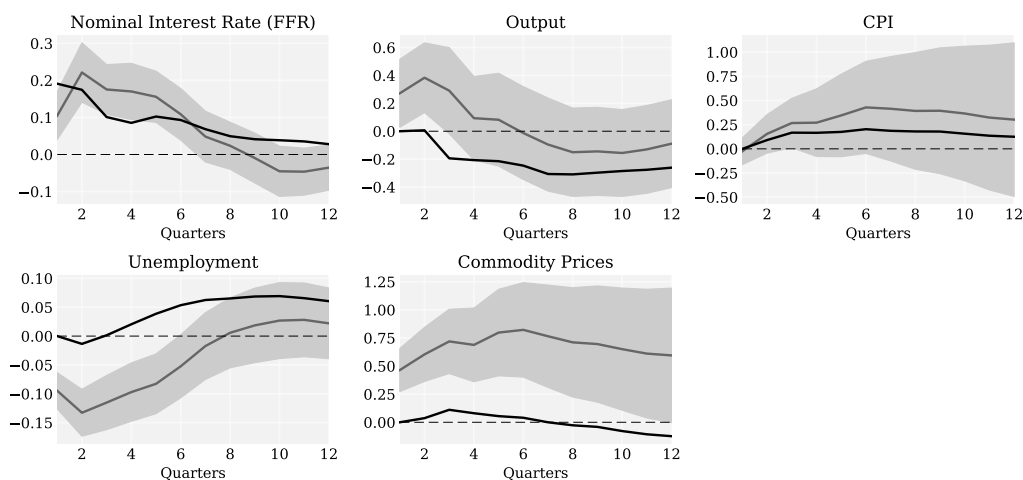 Nominal Interest Rate (FFR)
0.3
0.2
0.1
0.0
−0.1
2 4 6 8 10 12
Quarters
Output
0.6
0.4
0.2
0.0
−0.2
−0.4
2 4 6 8 10 12
Quarters
CPI
1.00
0.75
0.50
0.25
0.00
−0.25
−0.50
2 4 6 8 10 12
Quarters
Unemployment
0.10
0.05
0.00
−0.05
−0.10
−0.15
2 4 6 8 10 12
Quarters
Commodity Prices
1.25
1.00
0.75
0.50
0.25
0.00
2 4 6 8 10 12
Quarters